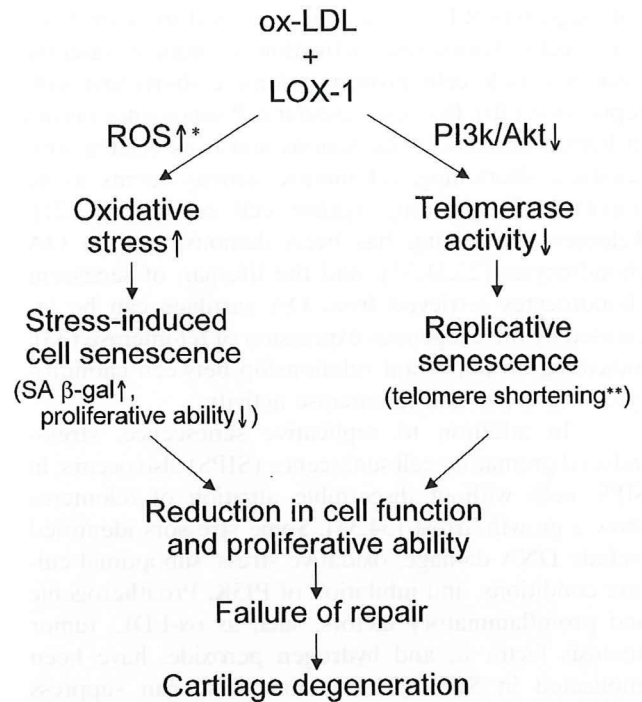 ox-LDL
+
LOX-1
ROS↑*
PI3k/Akt↓
Oxidative
stress↑
Telomerase
activity↓
Stress-induced
cell senescence
(SA β-gal↑,
proliferative ability↓)
Replicative
senescence
(telomere shortening**)
Reduction in cell function
and proliferative ability
Failure of repair
Cartilage degeneration